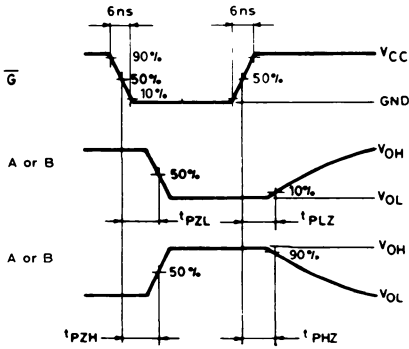 6ns 6ns
90%
50% 50%
10%
G VCC
GND
A or B
VOH
50% 10%
VOL
tPZL tPLZ
A or B
VOH
50% 90%
VOL
tPZH tPHZ